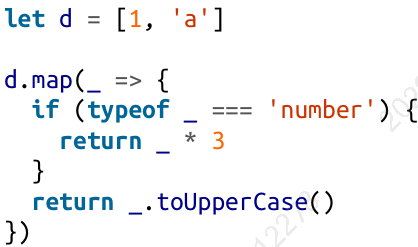 let d = [1, 'a']
d.map(_ => {
  if (typeof _ === 'number') {
    return _ * 3
  }
  return _.toUpperCase()
})